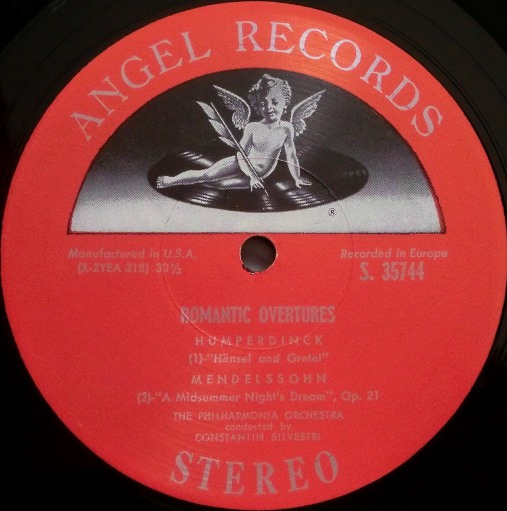 ANGEL RECORDS
®
Manufactured in U.S.A. Recorded in Europe
(X-2YEA 318) 33⅓ S. 35744
ROMANTIC OVERTURES
HUMPERDINCK
(1)-"Hänsel and Gretel"
MENDELSSOHN
(2)-"A Midsummer Night's Dream", Op. 21
THE PHILHARMONIA ORCHESTRA
conducted by
CONSTANTIN SILVESTRI
STEREO